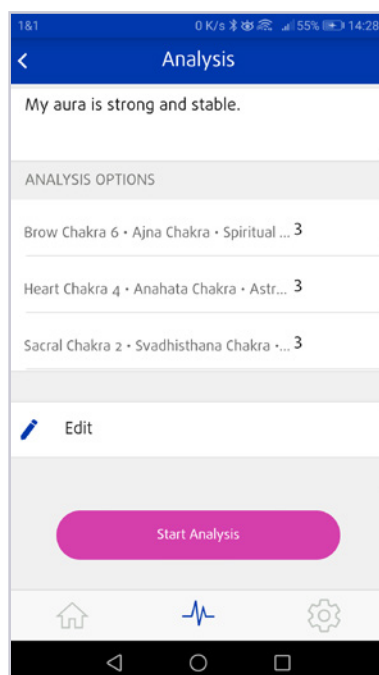 1&1 0 K/s 55% 14:28
Analysis
My aura is strong and stable.
ANALYSIS OPTIONS
Brow Chakra 6 • Ajna Chakra • Spiritual ... 3
Heart Chakra 4 • Anahata Chakra • Astr... 3
Sacral Chakra 2 • Svadhisthana Chakra •... 3
Edit
Start Analysis